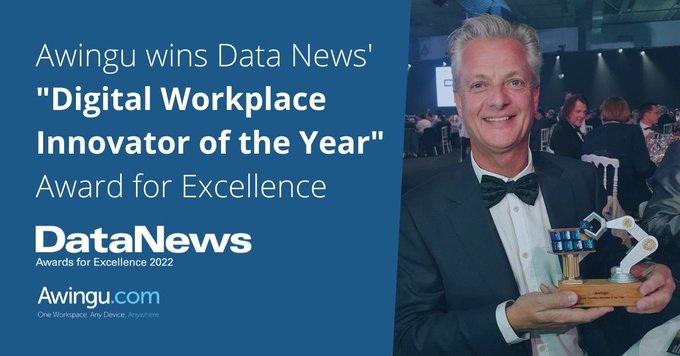 Awingu wins Data News'
"Digital Workplace
Innovator of the Year"
Award for Excellence
DataNews
Awards for Excellence 2022
Awingu.com
One Workspace. Any Device. Anywhere
Awingu